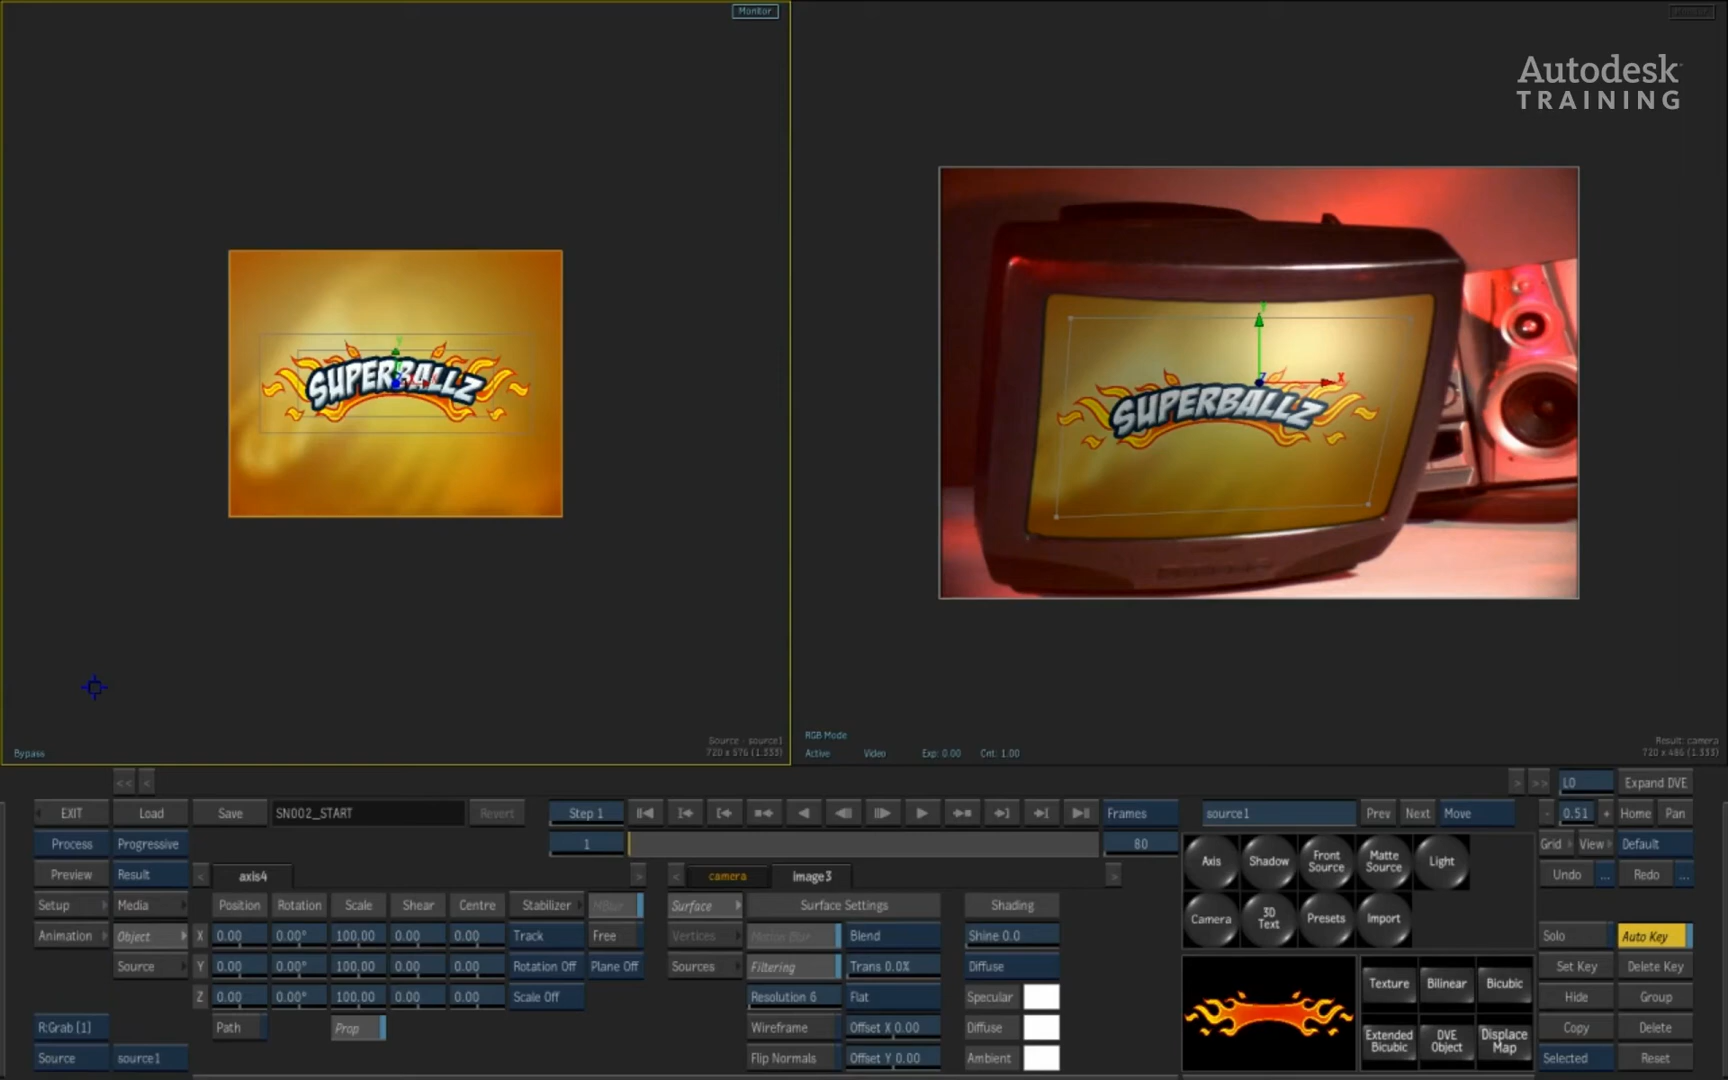 Monitor
Autodesk
TRAINING
SUPERBALLZ
SUPERBALLZ
Y
X
Z
Bypass
Source - source1
720 x 576 (1.333)
RGB Mode
Active Video Exp: 0.00 Cnt: 1.00
Result: camera
720 x 486 (1.333)
<< < > >> L0 Expand DVE
EXIT Load Save SN002_START Revert Step 1 Frames source1 Prev Next Move - 0.51 + Home Pan
Process Progressive 1 80 Grid View Default
Preview Result < axis4 > < camera image3 > Undo ... Redo ...
Axis Shadow Front Source Matte Source Light
Camera 3D Text Presets Import
Setup Media Position Rotation Scale Shear Centre Stabilizer MBlur Surface Surface Settings Shading
Animation Object X 0.00 0.00° 100.00 0.00 0.00 Track Free Vertices Motion Blur Blend Shine 0.0 Solo Auto Key
Source Y 0.00 0.00° 100.00 0.00 0.00 Rotation Off Plane Off Sources Filtering Trans 0.0% Diffuse Set Key Delete Key
Z 0.00 0.00° 100.00 0.00 0.00 Scale Off Resolution 6 Flat Specular Hide Group
R:Grab [1] Path Prop Wireframe Offset X 0.00 Diffuse Copy Delete
Source source1 Flip Normals Offset Y 0.00 Ambient Selected Reset
Texture Bilinear Bicubic
Extended Bicubic DVE Object Displace Map